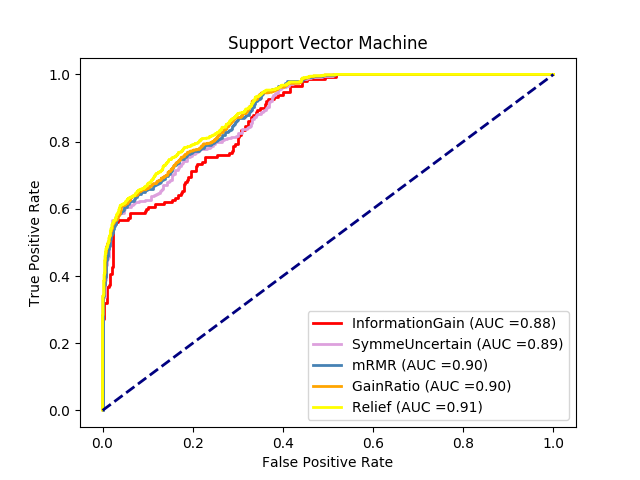 Support Vector Machine
True Positive Rate
1.0
0.8
0.6
0.4
0.2
0.0
InformationGain (AUC =0.88)
SymmeUncertain (AUC =0.89)
mRMR (AUC =0.90)
GainRatio (AUC =0.90)
Relief (AUC =0.91)
0.0 0.2 0.4 0.6 0.8 1.0
False Positive Rate